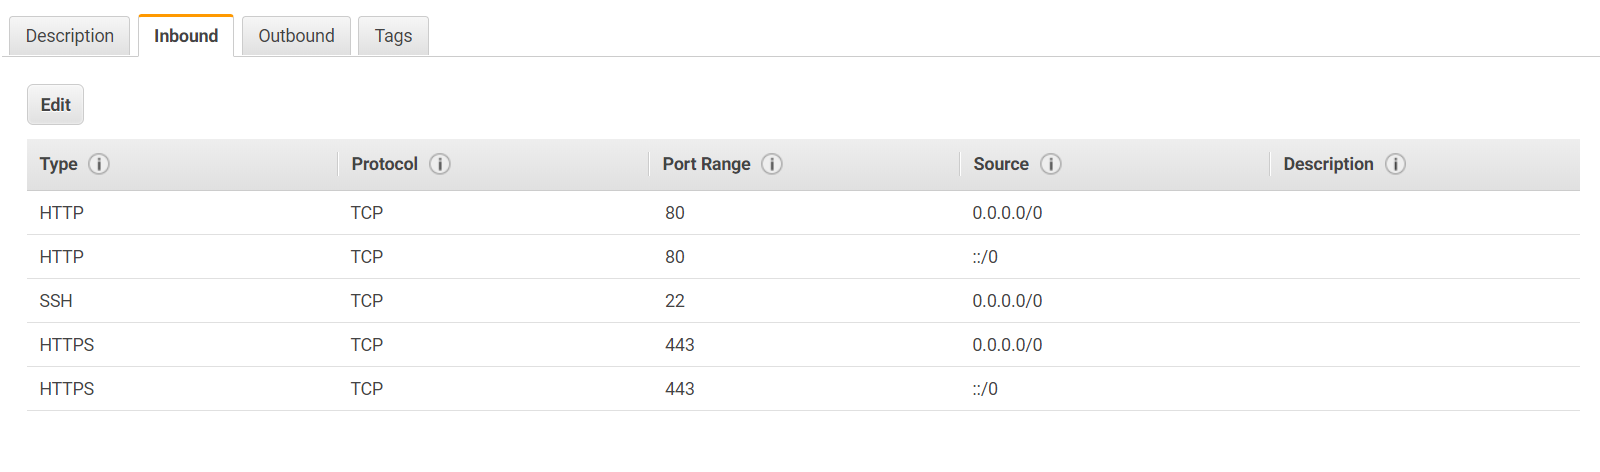 Description Inbound Outbound Tags
Edit
Type Protocol Port Range Source Description
HTTP TCP 80 0.0.0.0/0
HTTP TCP 80 ::/0
SSH TCP 22 0.0.0.0/0
HTTPS TCP 443 0.0.0.0/0
HTTPS TCP 443 ::/0